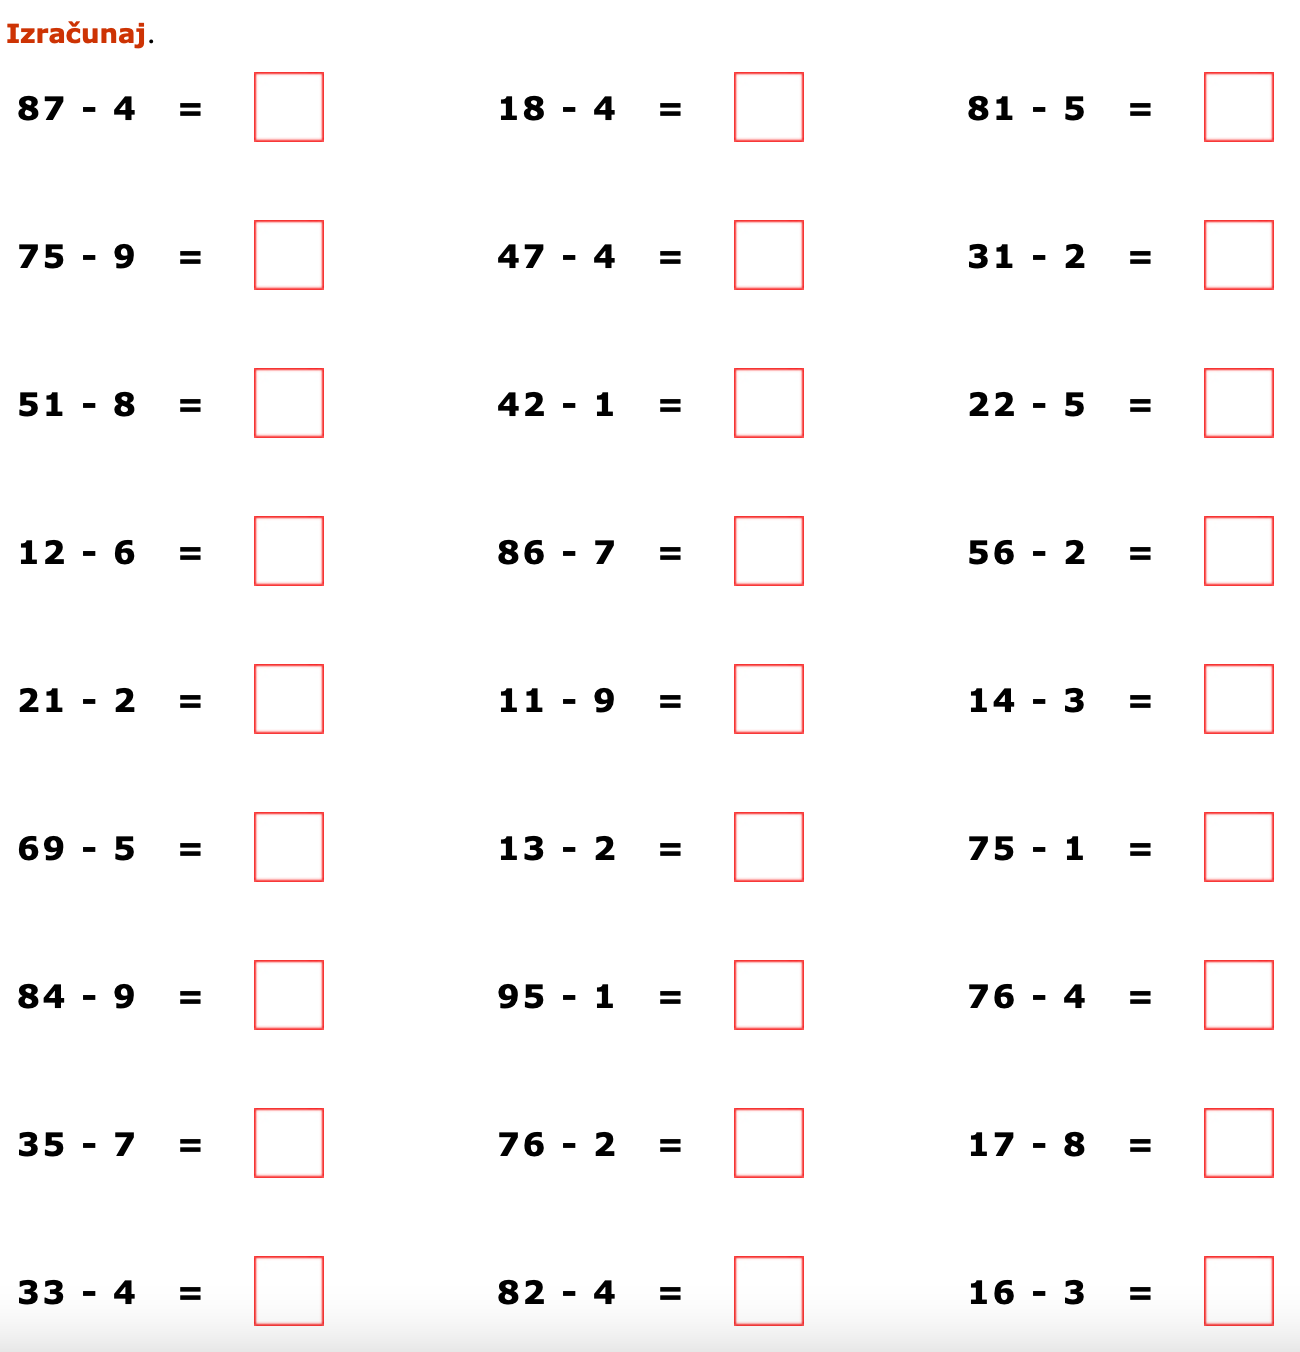 Izračunaj.
87 - 4 = 18 - 4 = 81 - 5 =
75 - 9 = 47 - 4 = 31 - 2 =
51 - 8 = 42 - 1 = 22 - 5 =
12 - 6 = 86 - 7 = 56 - 2 =
21 - 2 = 11 - 9 = 14 - 3 =
69 - 5 = 13 - 2 = 75 - 1 =
84 - 9 = 95 - 1 = 76 - 4 =
35 - 7 = 76 - 2 = 17 - 8 =
33 - 4 = 82 - 4 = 16 - 3 =